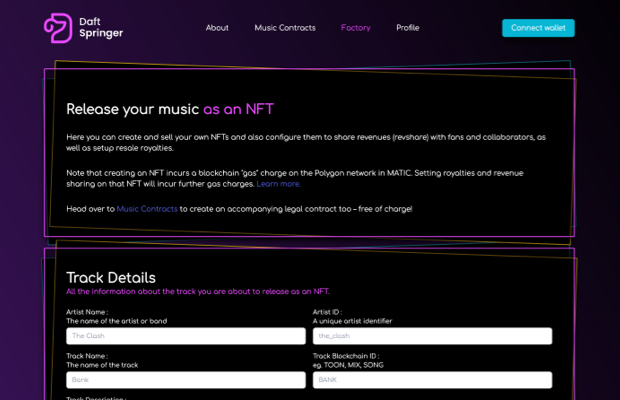 Daft
Springer
About Music Contracts Factory Profile Connect wallet
Release your music as an NFT
Here you can create and sell your own NFTs and also configure them to share revenues (revshare) with fans and collaborators, as
well as setup resale royalties.
Note that creating an NFT incurs a blockchain "gas" charge on the Polygon network in MATIC. Setting royalties and revenue
sharing on that NFT will incur further gas charges. Learn more.
Head over to Music Contracts to create an accompanying legal contract too – free of charge!
Track Details
All the information about the track you are about to release as an NFT.
Artist Name :
The name of the artist or band
The Clash
Artist ID :
A unique artist identifier
the_clash
Track Name :
The name of the track
Bank
Track Blockchain ID :
eg. TOON, MIX, SONG
BANK
Track Description :